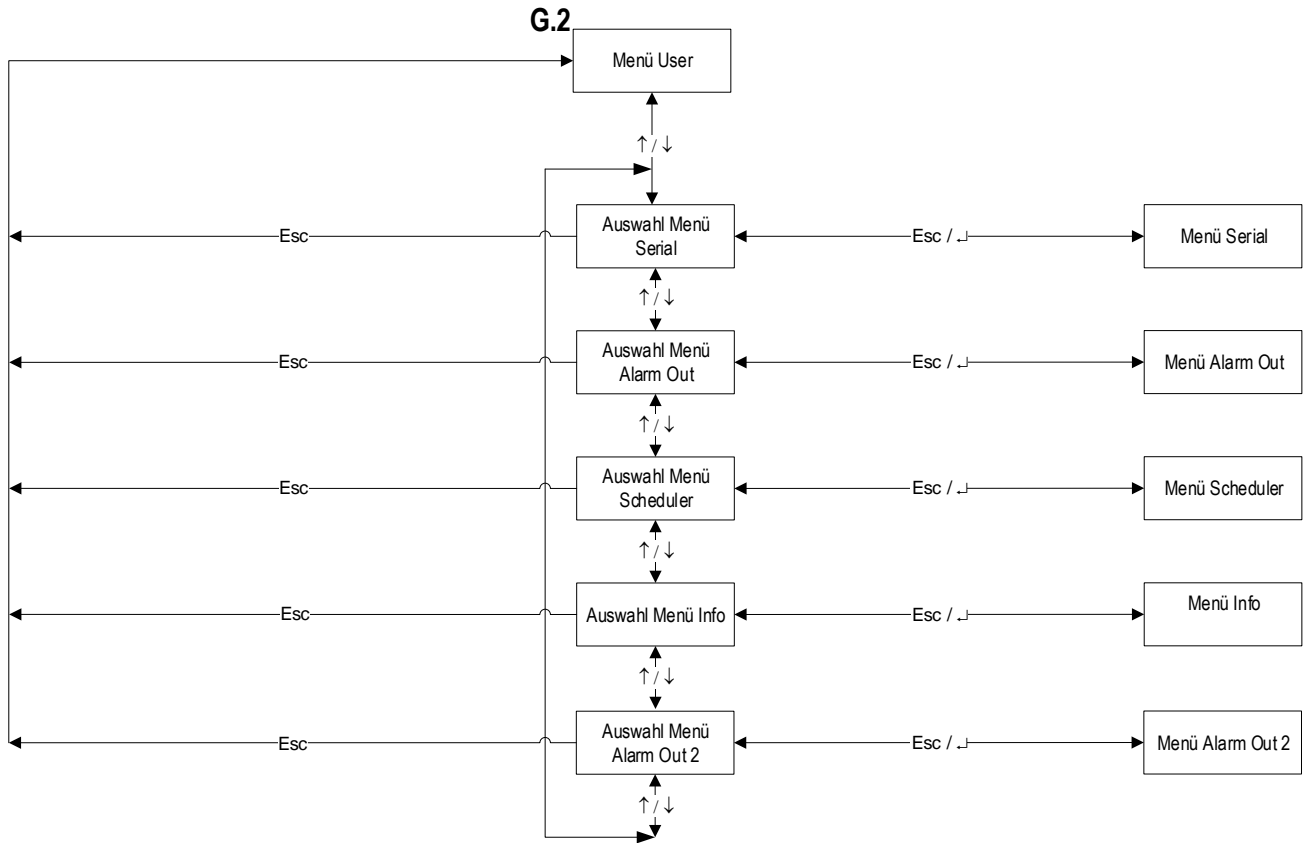 G.2
Menü User
↑ / ↓
Esc
Auswahl Menü
Serial
Esc / ↵
Menü Serial
↑ / ↓
Esc
Auswahl Menü
Alarm Out
Esc / ↵
Menü Alarm Out
↑ / ↓
Esc
Auswahl Menü
Scheduler
Esc / ↵
Menü Scheduler
↑ / ↓
Esc
Auswahl Menü Info
Esc / ↵
Menü Info
↑ / ↓
Esc
Auswahl Menü
Alarm Out 2
Esc / ↵
Menü Alarm Out 2
↑ / ↓